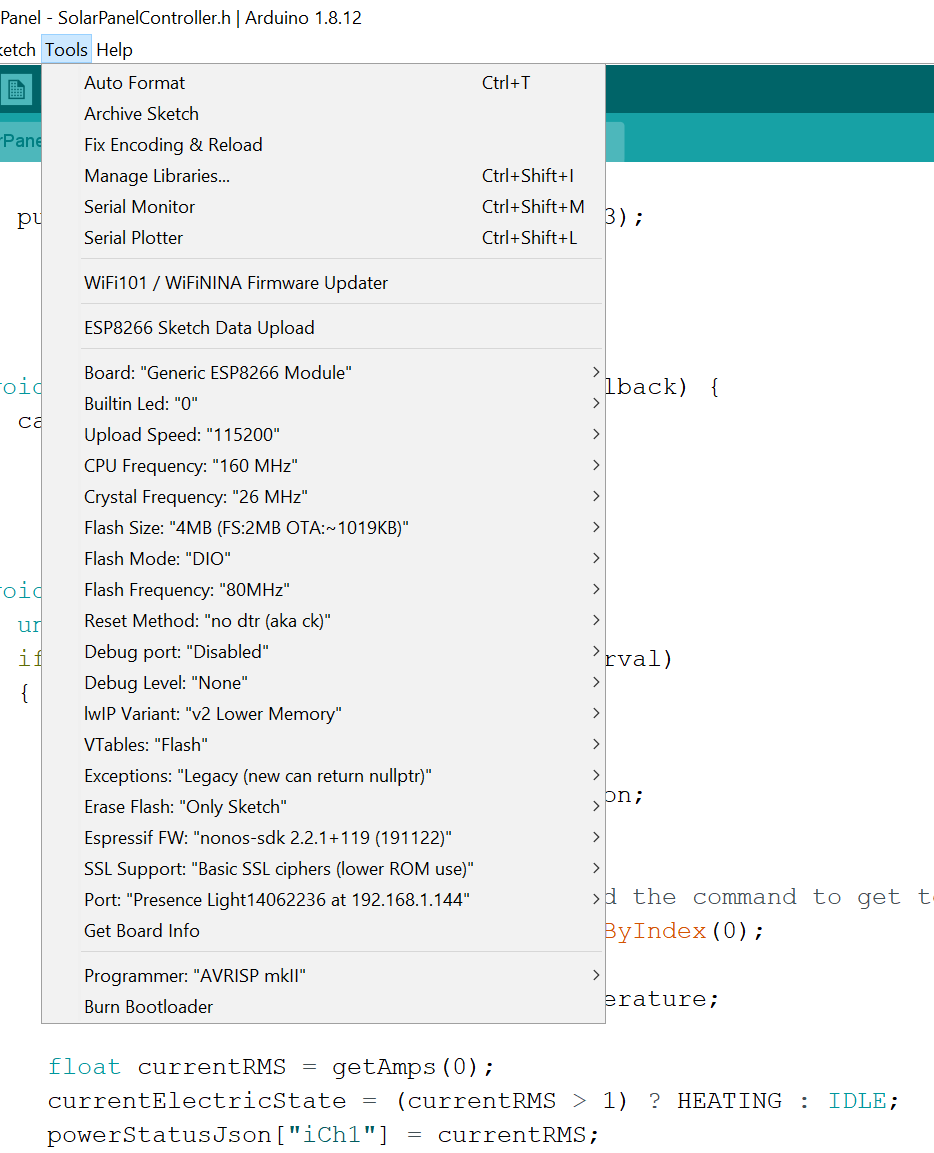 Panel - SolarPanelController.h | Arduino 1.8.12
ketch Tools Help
rPane
Auto Format Ctrl+T
Archive Sketch
Fix Encoding & Reload
Manage Libraries... Ctrl+Shift+I
Serial Monitor Ctrl+Shift+M
pu 3);
Serial Plotter Ctrl+Shift+L
WiFi101 / WiFiNINA Firmware Updater
ESP8266 Sketch Data Upload
Board: "Generic ESP8266 Module"
oid lback) {
Builtin Led: "0"
ca
Upload Speed: "115200"
CPU Frequency: "160 MHz"
Crystal Frequency: "26 MHz"
Flash Size: "4MB (FS:2MB OTA:~1019KB)"
Flash Mode: "DIO"
Flash Frequency: "80MHz"
oid
Reset Method: "no dtr (aka ck)"
un
Debug port: "Disabled"
if rval)
Debug Level: "None"
{
lwIP Variant: "v2 Lower Memory"
VTables: "Flash"
Exceptions: "Legacy (new can return nullptr)"
on;
Erase Flash: "Only Sketch"
Espressif FW: "nonos-sdk 2.2.1+119 (191122)"
SSL Support: "Basic SSL ciphers (lower ROM use)"
Port: "Presence Light14062236 at 192.168.1.144"
d the command to get t
Get Board Info
ByIndex(0);
Programmer: "AVRISP mkII"
erature;
Burn Bootloader
float currentRMS = getAmps(0);
currentElectricState = (currentRMS > 1) ? HEATING : IDLE;
powerStatusJson["iCh1"] = currentRMS;